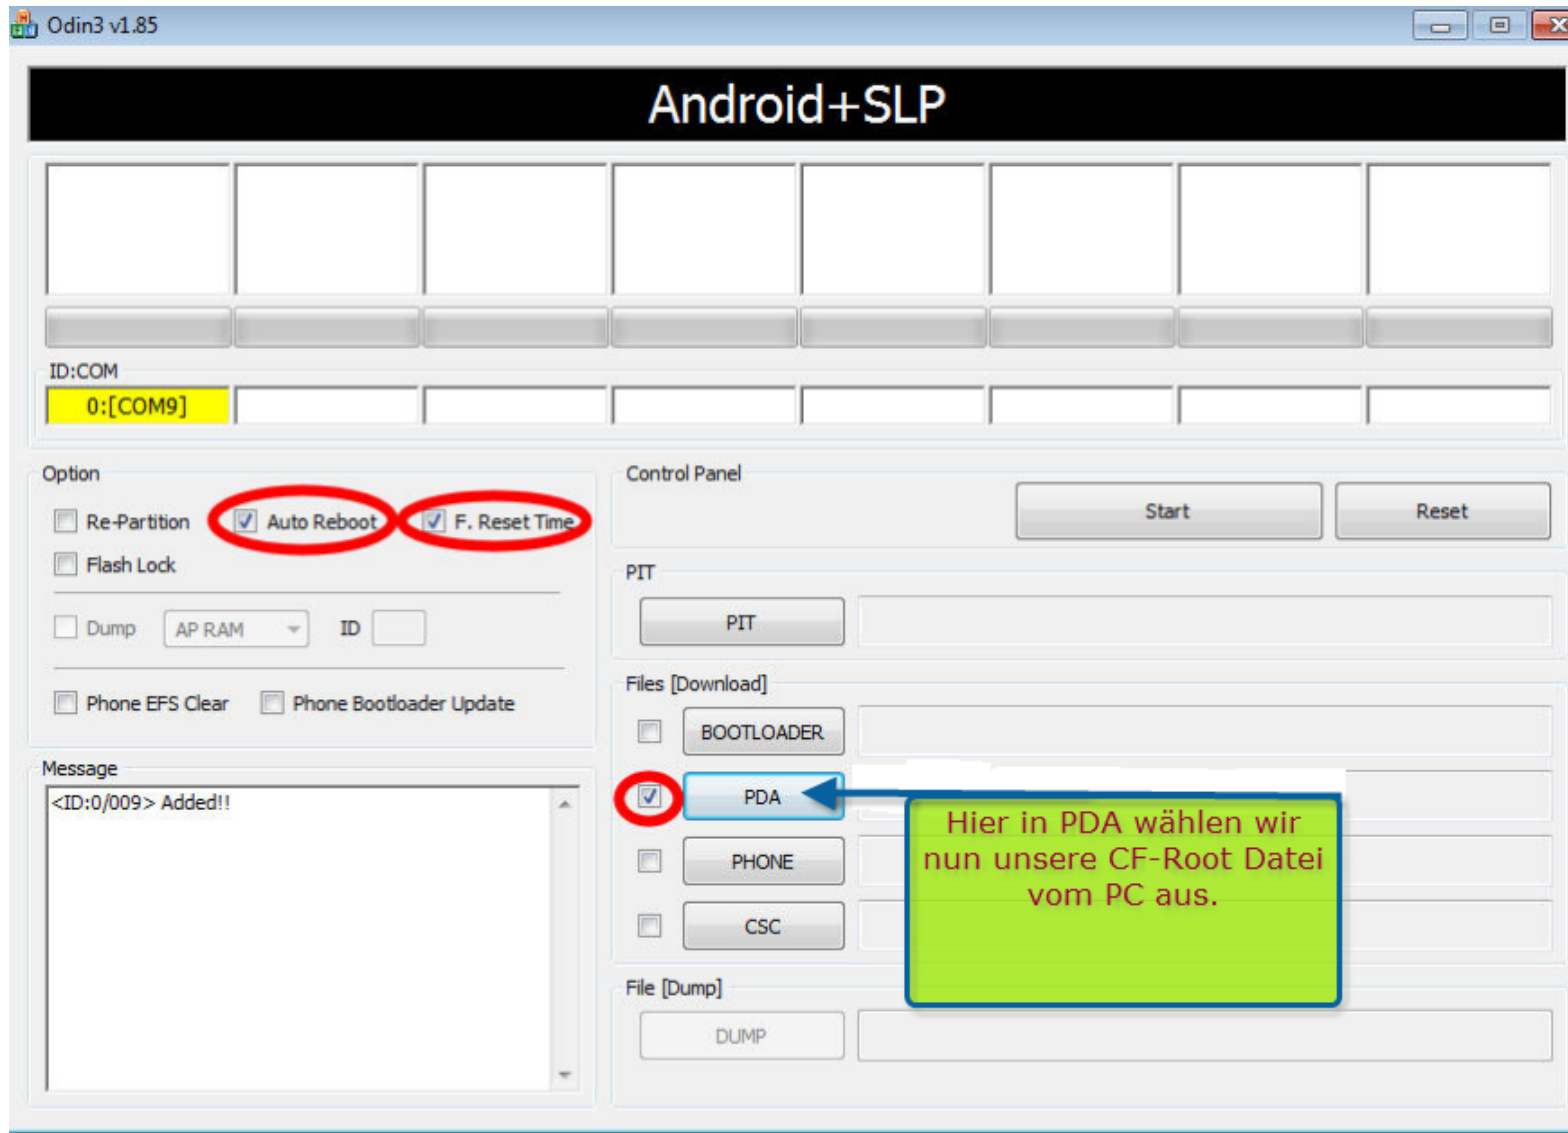 Odin3 v1.85
Android+SLP
ID:COM
0:[COM9]
Option
Re-Partition
Auto Reboot
F. Reset Time
Flash Lock
Dump
AP RAM
ID
Phone EFS Clear
Phone Bootloader Update
Message
<ID:0/009> Added!!
Control Panel
Start
Reset
PIT
PIT
Files [Download]
BOOTLOADER
PDA
PHONE
CSC
Hier in PDA wählen wir
nun unsere CF-Root Datei
vom PC aus.
File [Dump]
DUMP